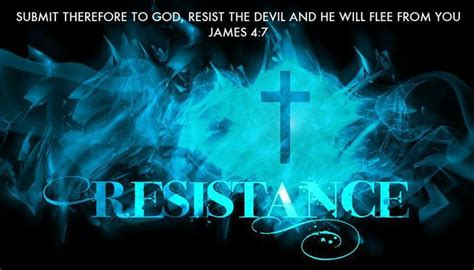 SUBMIT THEREFORE TO GOD, RESIST THE DEVIL AND HE WILL FLEE FROM YOU
JAMES 4:7
RESISTANCE